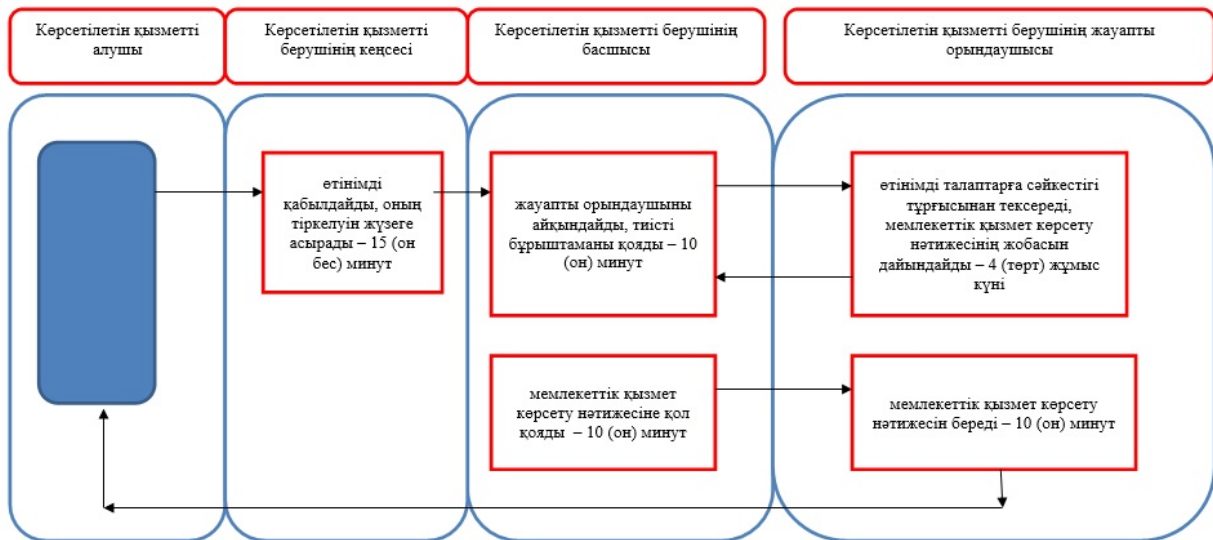 Көрсетілетін қызметті
алушы
Көрсетілетін қызметті
берушінің кеңсесі
Көрсетілетін қызметті берушінің
басшысы
Көрсетілетін қызметті берушінің жауапты
орындаушысы
өтінімді
қабылдайды, оның
тіркелуін жүзеге
асырады – 15 (он
бес) минут
жауапты орындаушыны
айқындайды, тиісті
бұрыштаманы қояды – 10
(он) минут
өтінімді талаптарға сәйкестігі
тұрғысынан тексереді,
мемлекеттік қызмет көрсету
нәтижесінің жобасын
дайындайды – 4 (төрт) жұмыс
күні
мемлекеттік қызмет
көрсету нәтижесіне қол
қояды – 10 (он) минут
мемлекеттік қызмет көрсету
нәтижесін береді – 10 (он) минут